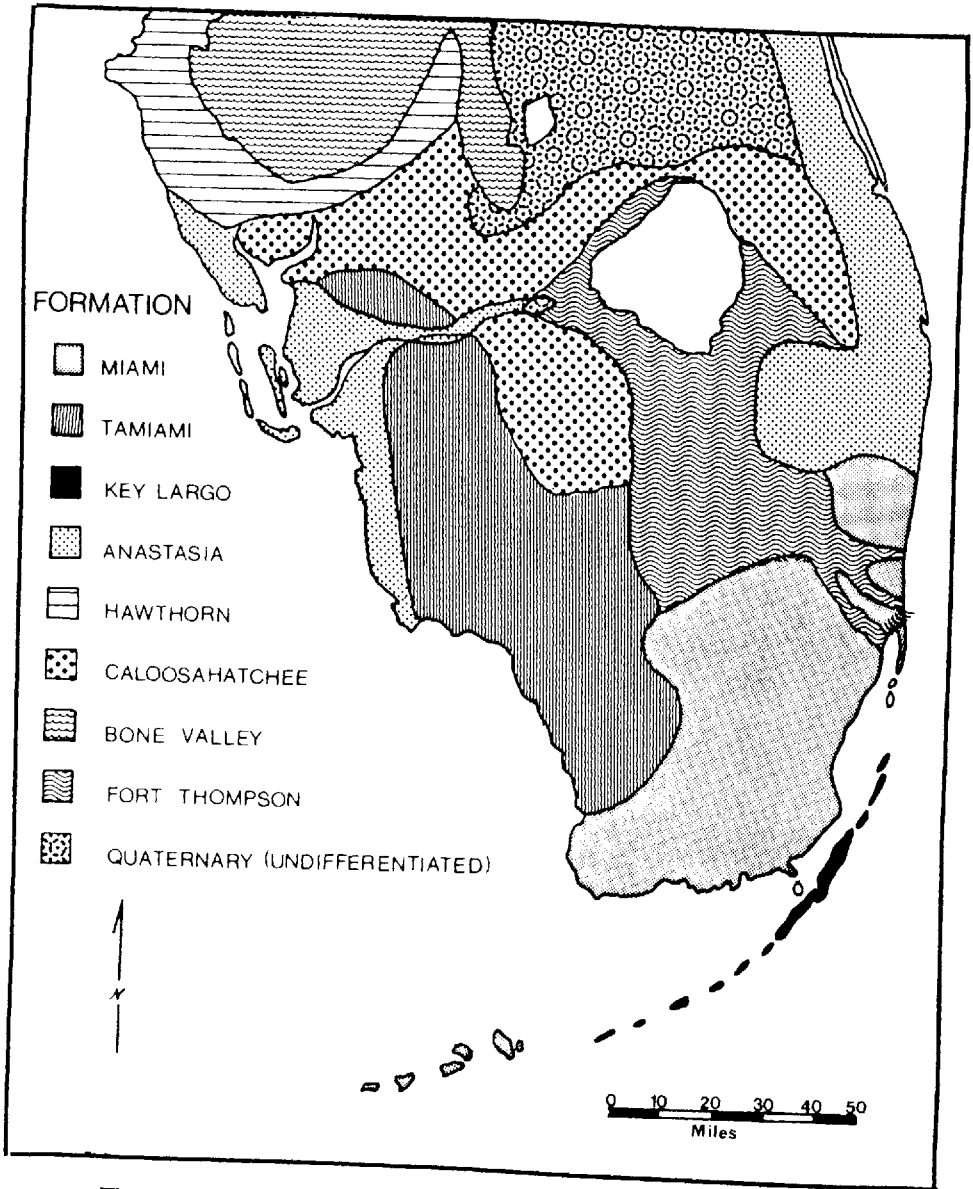 FORMATION
MIAMI
TAMIAMI
KEY LARGO
ANASTASIA
HAWTHORN
CALOOSAHATCHEE
BONE VALLEY
FORT THOMPSON
QUATERNARY (UNDIFFERENTIATED)
N
0 10 20 30 40 50
Miles